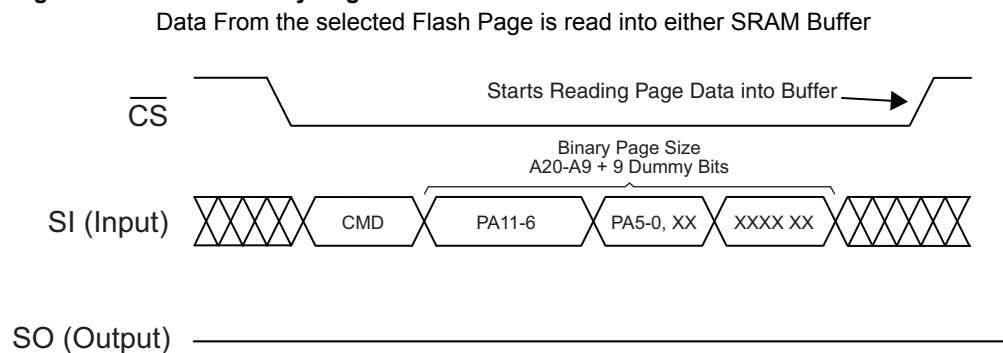 Data From the selected Flash Page is read into either SRAM Buffer
CS
Starts Reading Page Data into Buffer
Binary Page Size
A20-A9 + 9 Dummy Bits
SI (Input)
CMD
PA11-6
PA5-0, XX
XXXX XX
SO (Output)